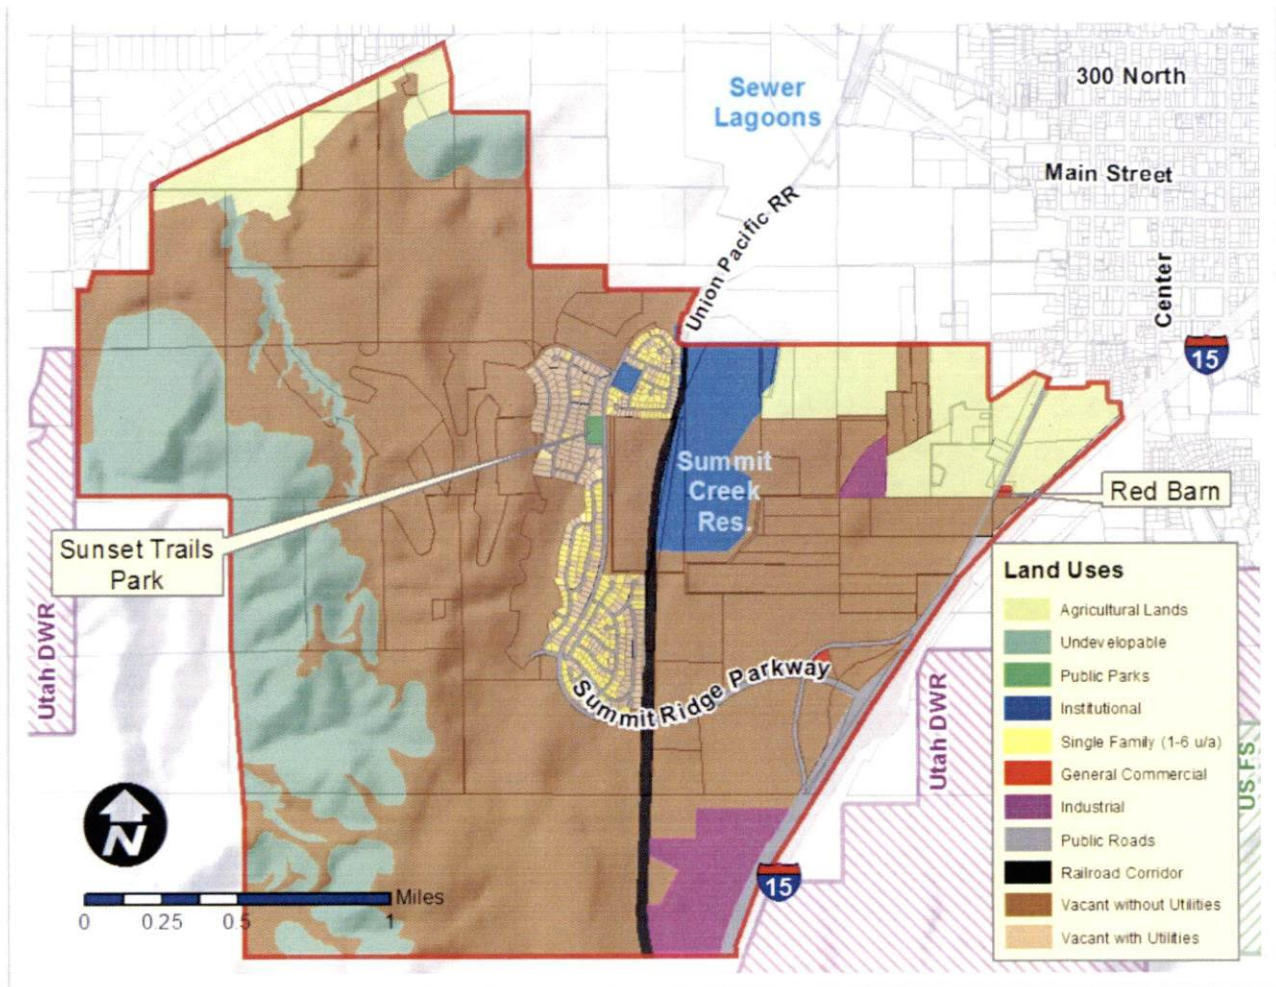 Sewer
Lagoons
300 North
Main Street
Union Pacific RR
Center
15
Summit
Creek
Res.
Red Barn
Sunset Trails
Park
Utah DWR
Summit Ridge Parkway
Utah DWR
US FS
Land Uses
Agricultural Lands
Undevelopable
Public Parks
Institutional
Single Family (1-6 u/a)
General Commercial
Industrial
Public Roads
Railroad Corridor
Vacant without Utilities
Vacant with Utilities
N
15
Miles
0 0.25 0.5 1